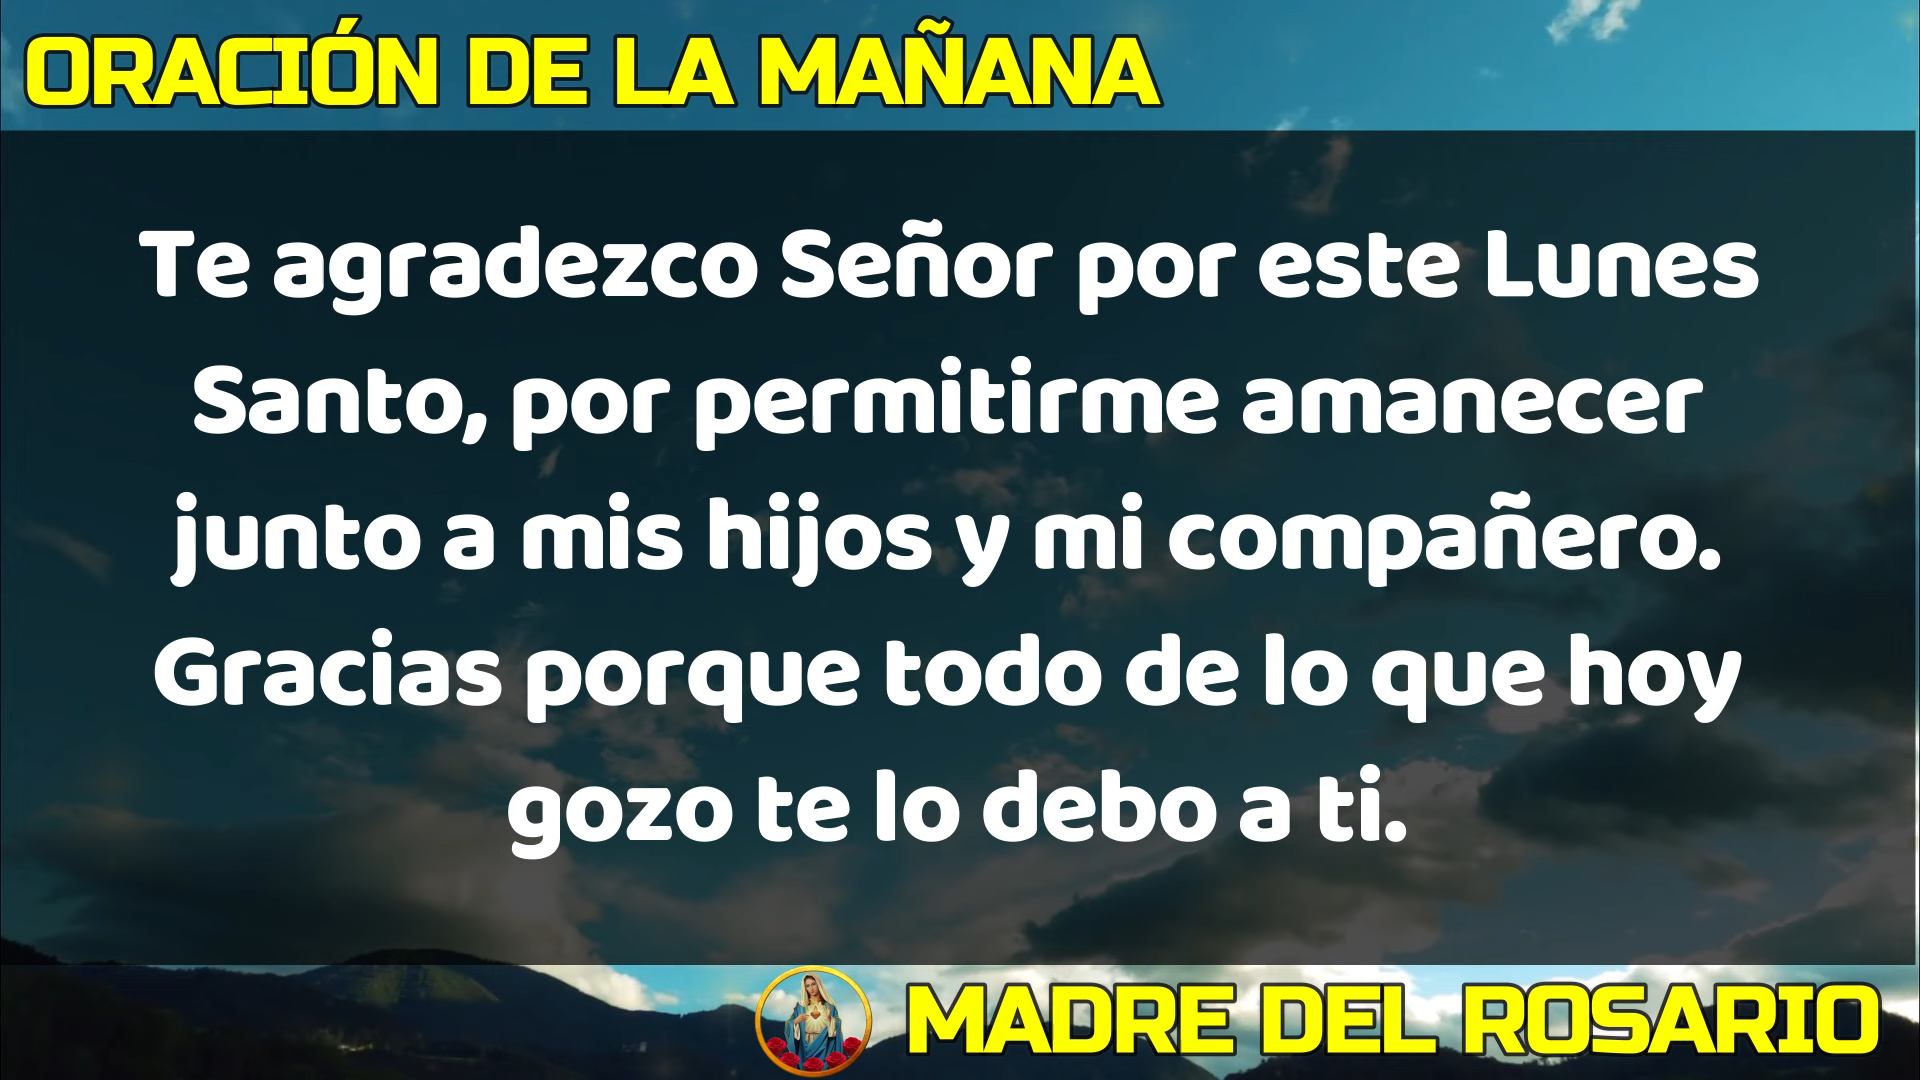 ORACIÓN DE LA MAÑANA
Te agradezco Señor por este Lunes
Santo, por permitirme amanecer
junto a mis hijos y mi compañero.
Gracias porque todo de lo que hoy
gozo te lo debo a ti.
MADRE DEL ROSARIO